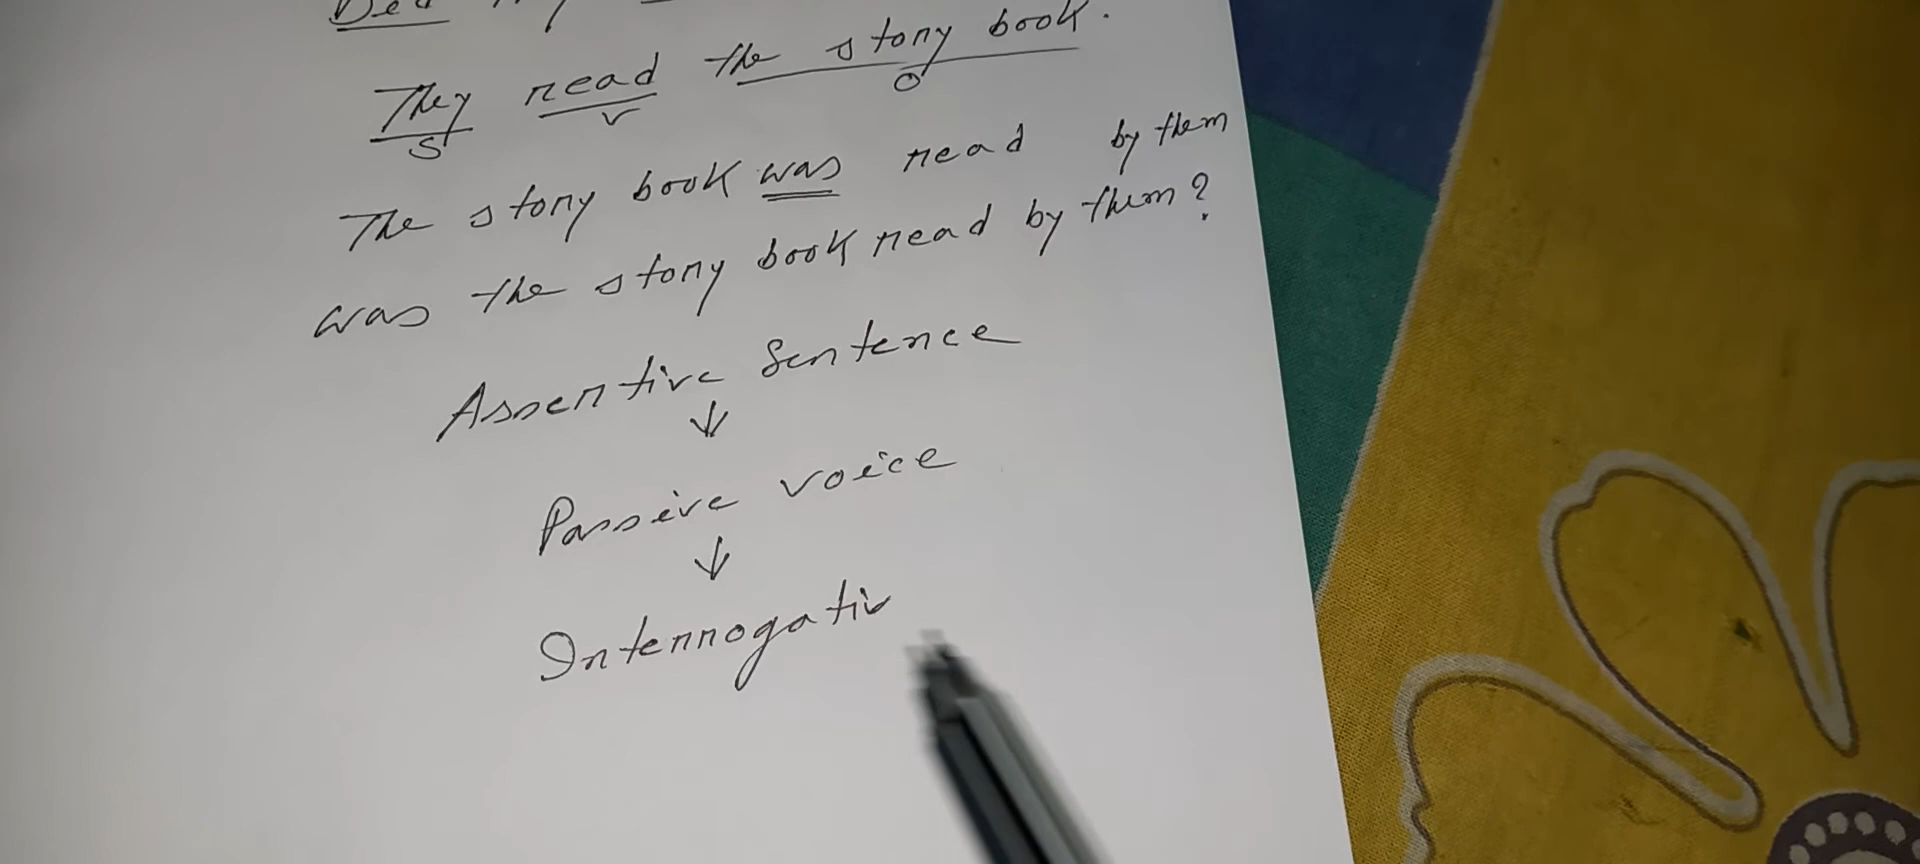 They read the story book.
S V O
The story book was read by them
was the story book read by them?
Assertive Sentence
↓
Passive voice
↓
Interrogativ